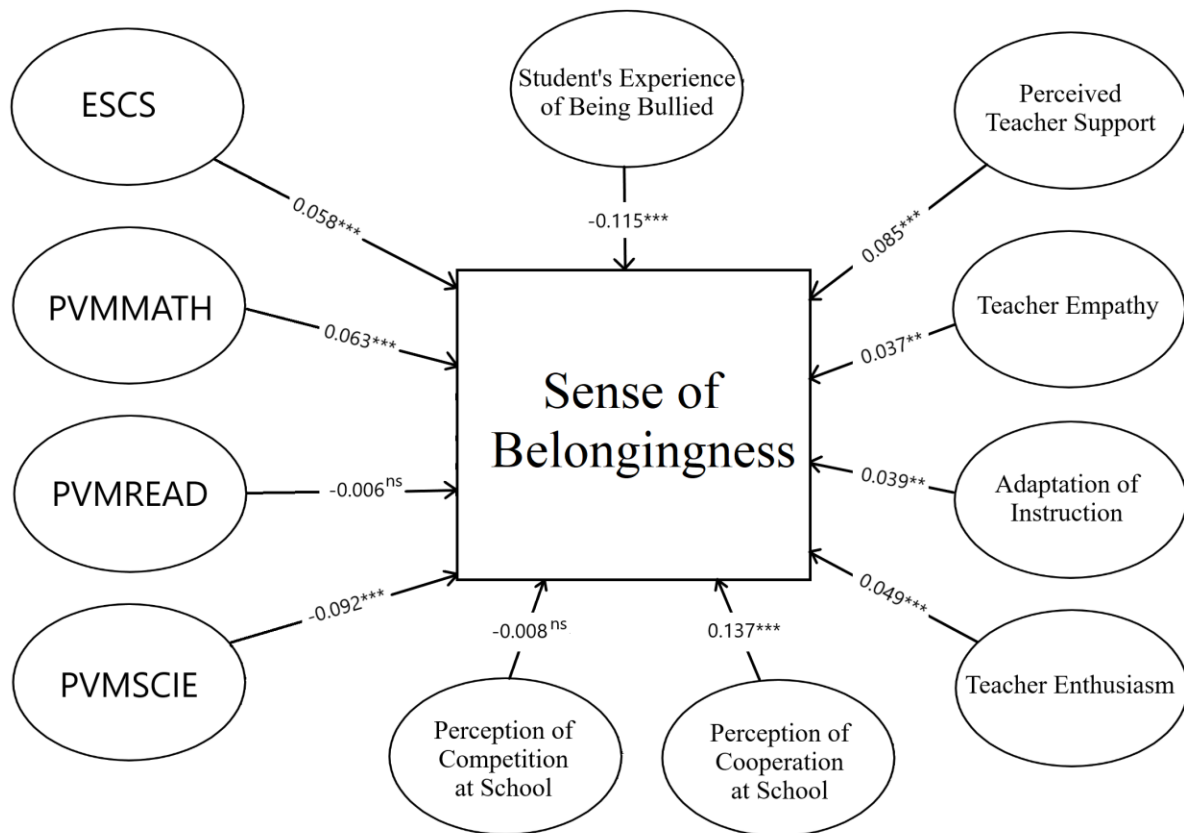 ESCS
Student's Experience
of Being Bullied
Perceived
Teacher Support
0.058***
-0.115***
0.085***
PVMMATH
0.063***
Teacher Empathy
0.037**
Sense of
Belongingness
PVMREAD
-0.006ns
Adaptation of
Instruction
0.039**
PVMSCIE
-0.092***
-0.008ns
0.137***
0.049***
Teacher Enthusiasm
Perception of
Competition
at School
Perception of
Cooperation
at School